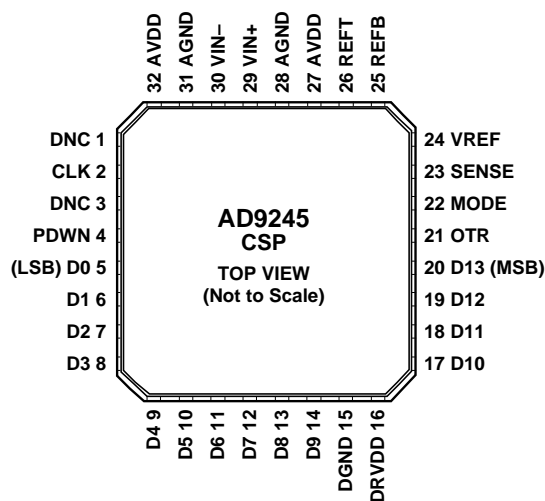 32 AVDD
31 AGND
30 VIN–
29 VIN+
28 AGND
27 AVDD
26 REFT
25 REFB
DNC 1
CLK 2
DNC 3
PDWN 4
(LSB) D0 5
D1 6
D2 7
D3 8
AD9245
CSP
TOP VIEW
(Not to Scale)
24 VREF
23 SENSE
22 MODE
21 OTR
20 D13 (MSB)
19 D12
18 D11
17 D10
D4 9
D5 10
D6 11
D7 12
D8 13
D9 14
DGND 15
DRVDD 16